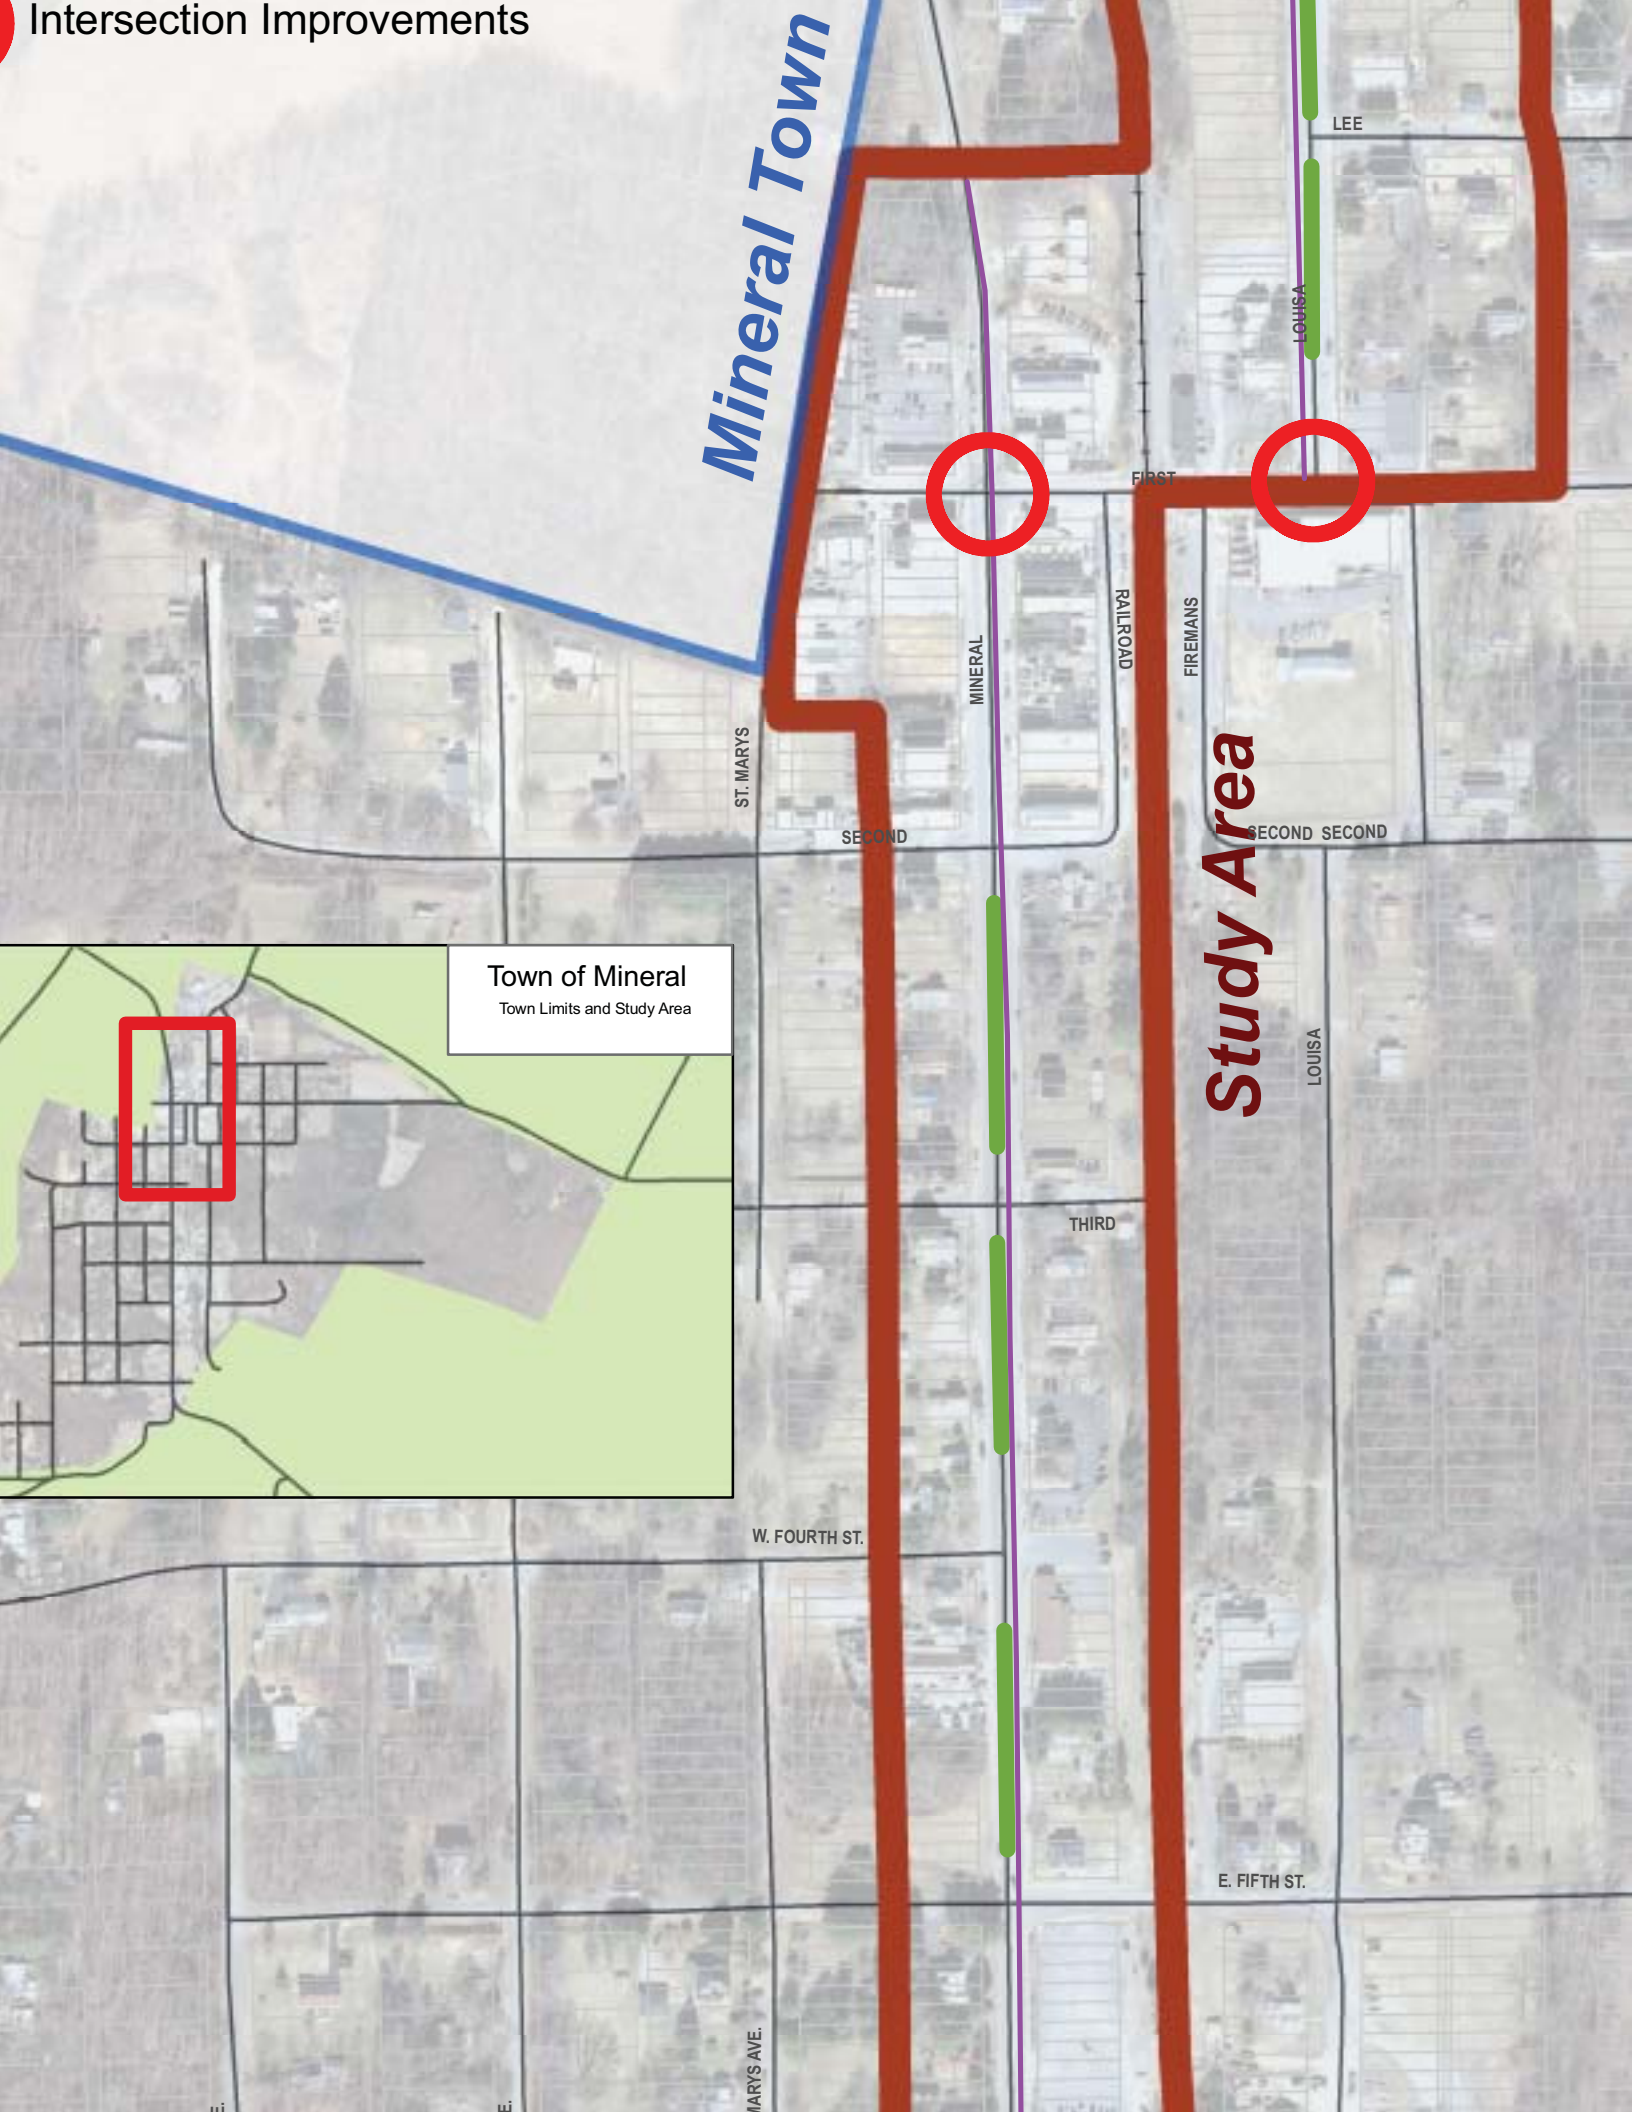 Intersection Improvements
Mineral Town
LEE
LOUISA
FIRST
MINERAL
RAILROAD
FIREMANS
ST. MARYS
SECOND
SECOND SECOND
Study Area
Town of Mineral
Town Limits and Study Area
LOUISA
THIRD
W. FOURTH ST.
E. FIFTH ST.
MARYS AVE.
E.
E.